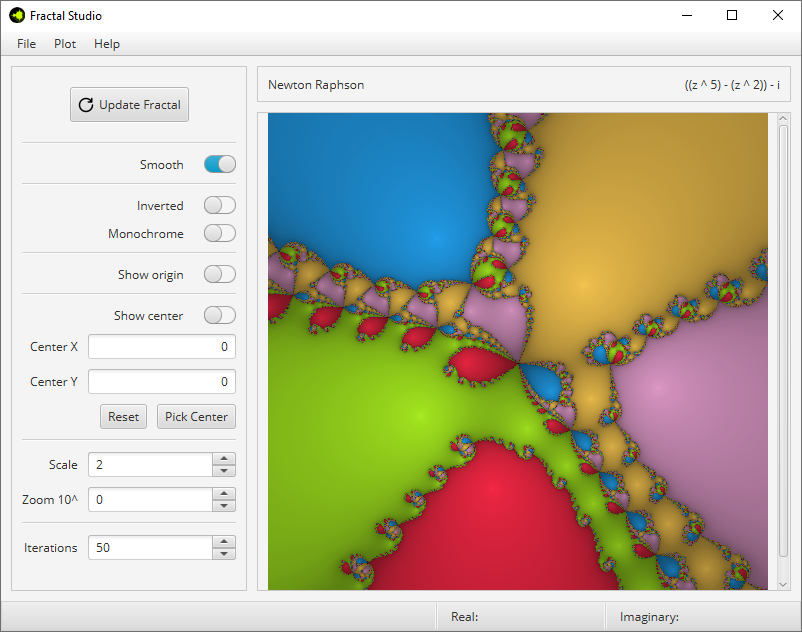 Fractal Studio
File Plot Help
Update Fractal
Smooth
Inverted
Monochrome
Show origin
Show center
Center X 0
Center Y 0
Reset Pick Center
Scale 2
Zoom 10^ 0
Iterations 50
Newton Raphson ((z ^ 5) - (z ^ 2)) - i
Real: Imaginary: